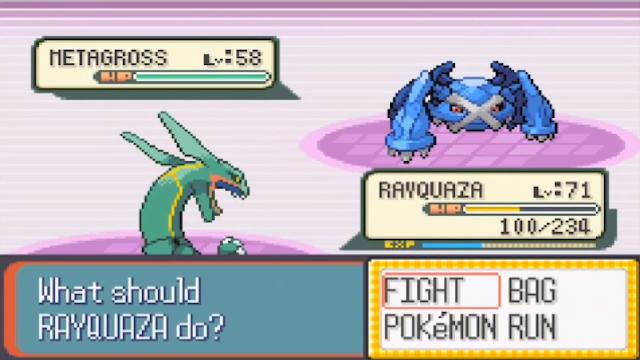 METAGROSS Lv:58
HP
RAYQUAZA Lv:71
HP
100/234
EXP
What should
RAYQUAZA do?
FIGHT BAG
POKéMON RUN